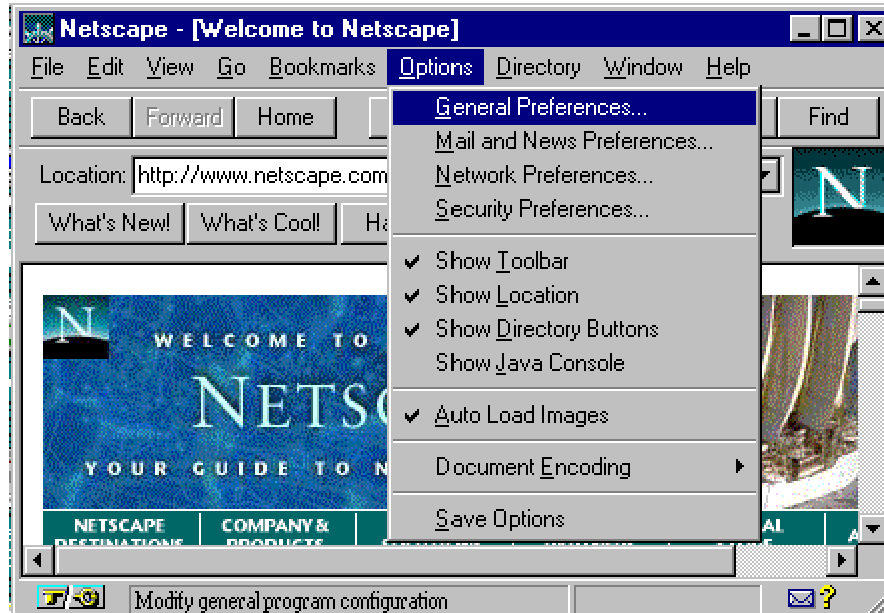 Netscape - [Welcome to Netscape]
File Edit View Go Bookmarks Options Directory Window Help
Back Forward Home Find
General Preferences...
Mail and News Preferences...
Network Preferences...
Security Preferences...
Show Toolbar
Show Location
Show Directory Buttons
Show Java Console
Auto Load Images
Document Encoding
Save Options
Location: http://www.netscape.com
N
What's New! What's Cool!
N
WELCOME TO
NETSC
YOUR GUIDE TO N
NETSCAPE
COMPANY &
Modify general program configuration